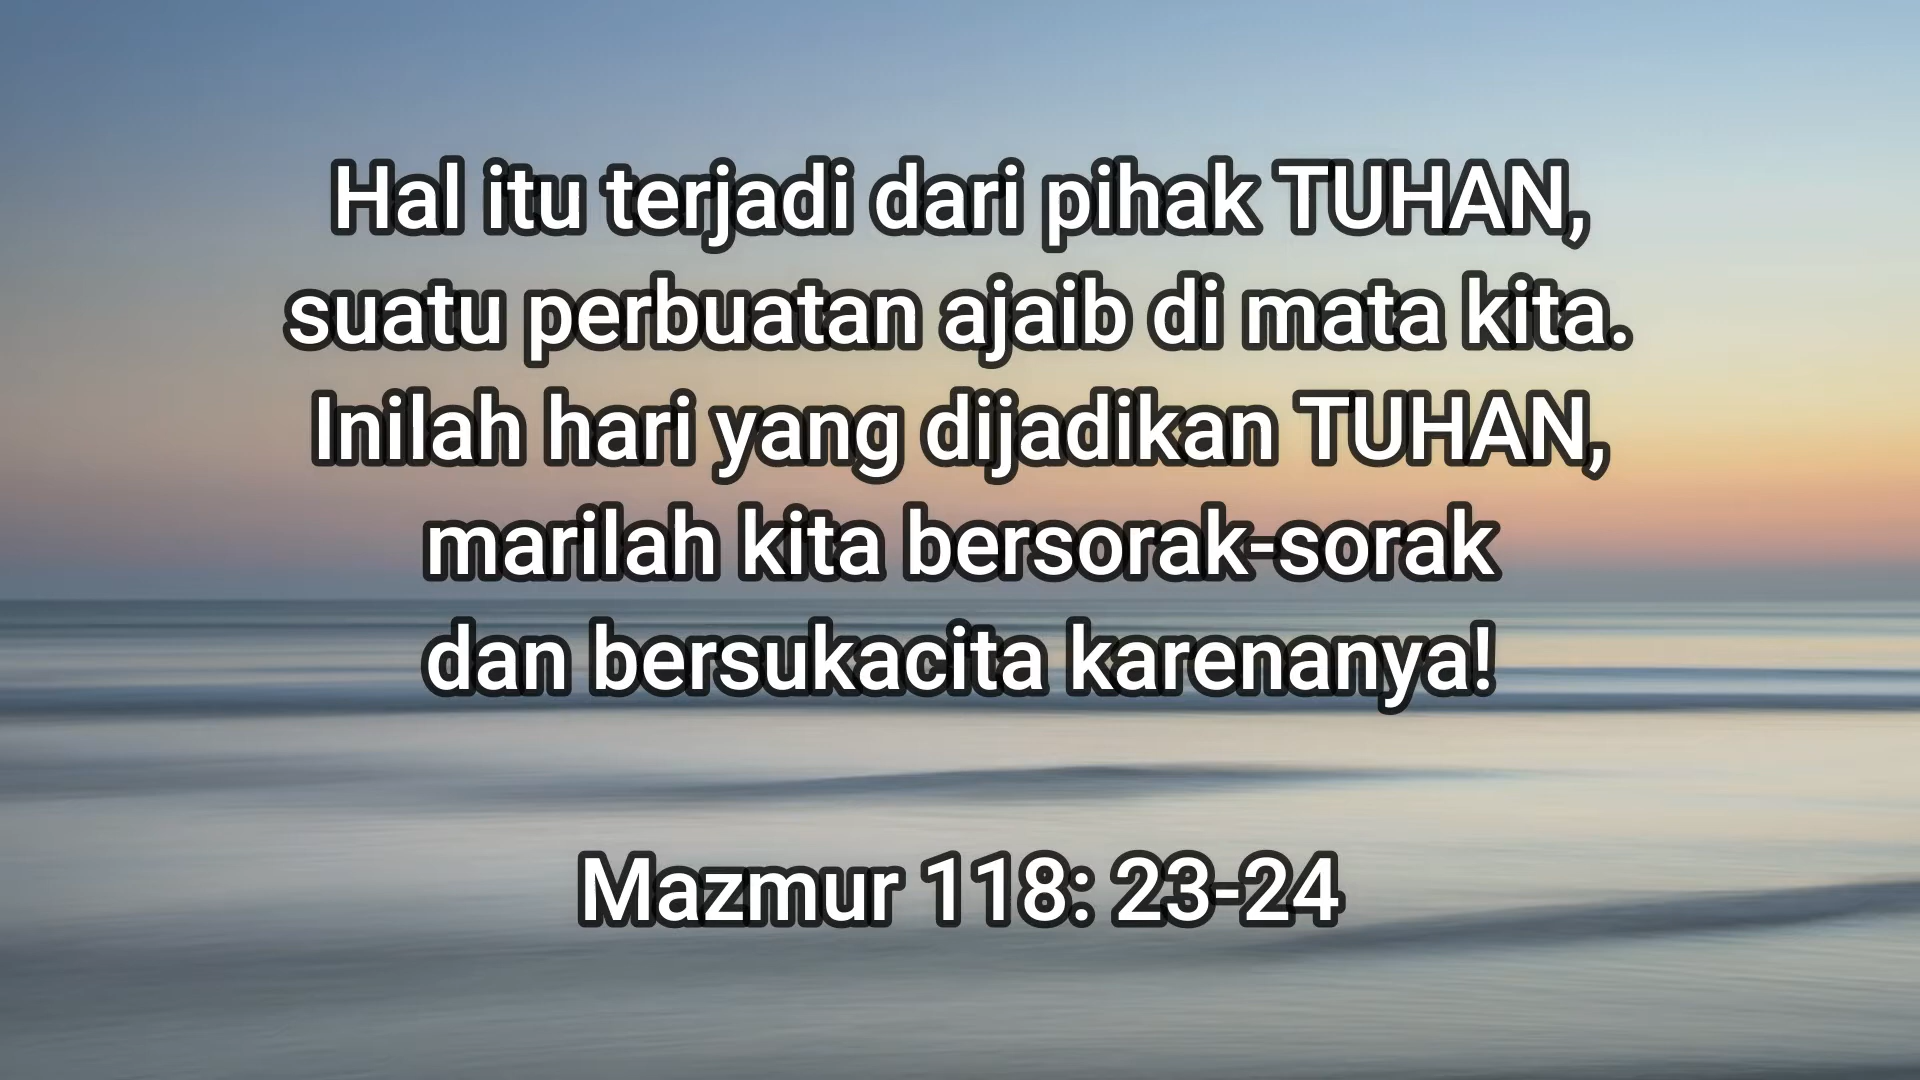 Hal itu terjadi dari pihak TUHAN,
suatu perbuatan ajaib di mata kita.
Inilah hari yang dijadikan TUHAN,
marilah kita bersorak-sorak
dan bersukacita karenanya!
Mazmur 118: 23-24